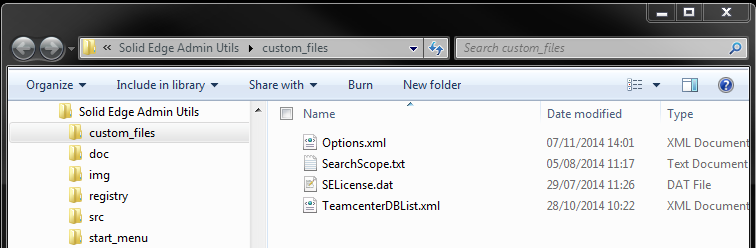 « Solid Edge Admin Utils ▸ custom_files
Search custom_files
Organize Include in library Share with Burn New folder
Solid Edge Admin Utils
custom_files
doc
img
registry
src
start_menu
Name Date modified Type
Options.xml 07/11/2014 14:01 XML Document
SearchScope.txt 05/08/2014 11:17 Text Document
SELicense.dat 29/07/2014 11:26 DAT File
TeamcenterDBList.xml 28/10/2014 10:22 XML Document